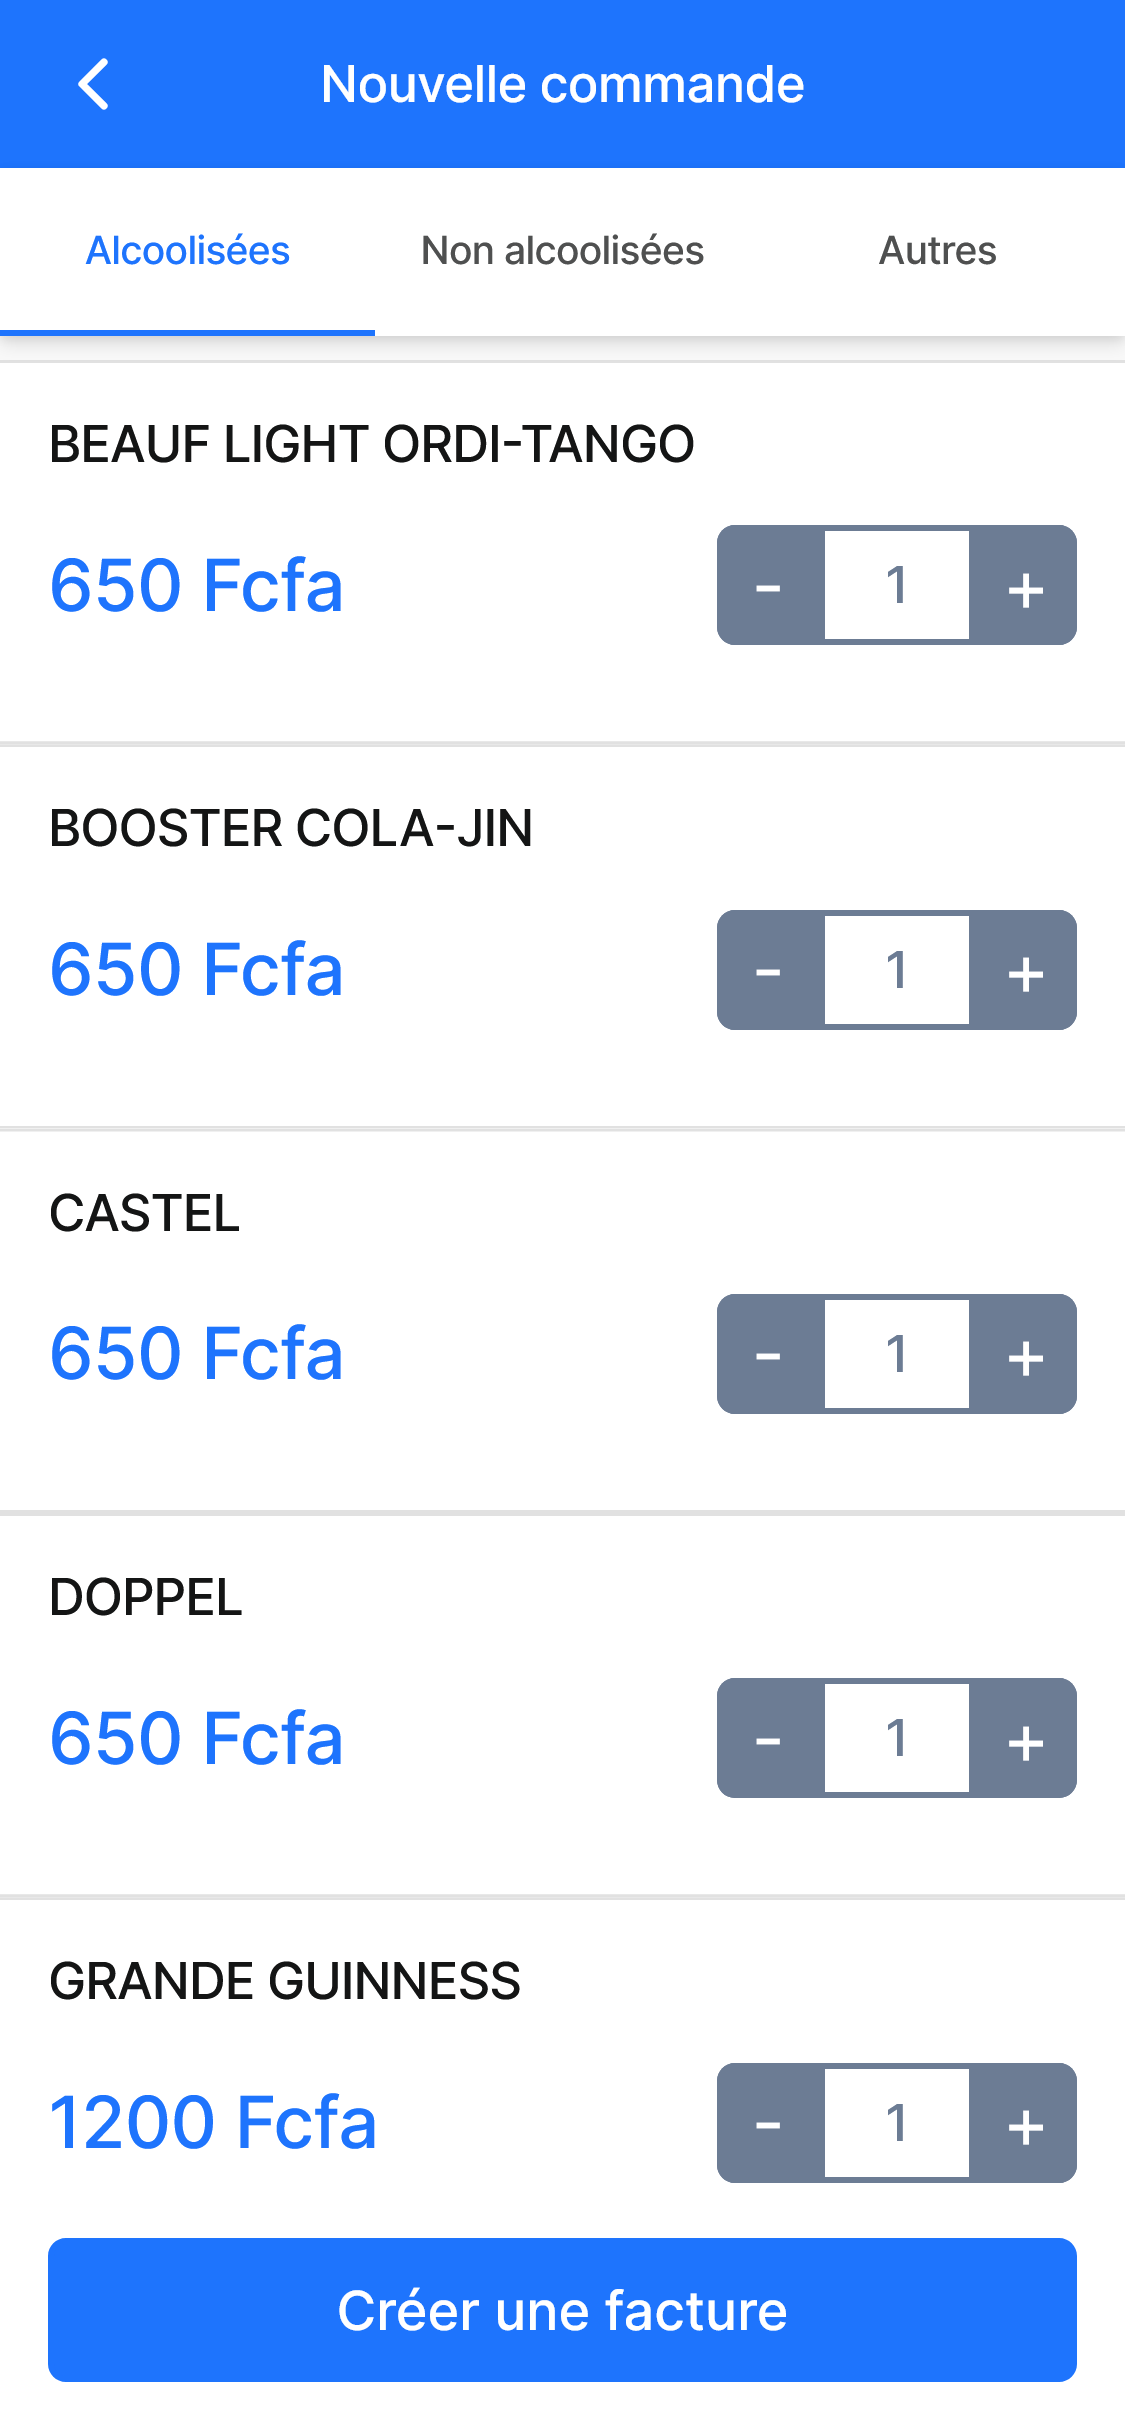 Nouvelle commande
Alcoolisées Non alcoolisées Autres
BEAUF LIGHT ORDI-TANGO
650 Fcfa - 1 +
BOOSTER COLA-JIN
650 Fcfa - 1 +
CASTEL
650 Fcfa - 1 +
DOPPEL
650 Fcfa - 1 +
GRANDE GUINNESS
1200 Fcfa - 1 +
Créer une facture